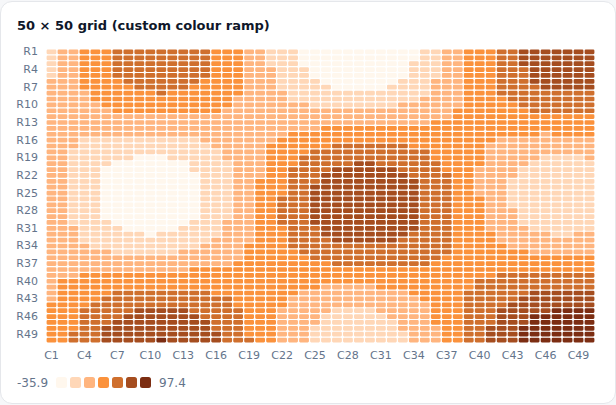 50 × 50 grid (custom colour ramp)
R1
R4
R7
R10
R13
R16
R19
R22
R25
R28
R31
R34
R37
R40
R43
R46
R49
C1 C4 C7 C10 C13 C16 C19 C22 C25 C28 C31 C34 C37 C40 C43 C46 C49
-35.9 97.4